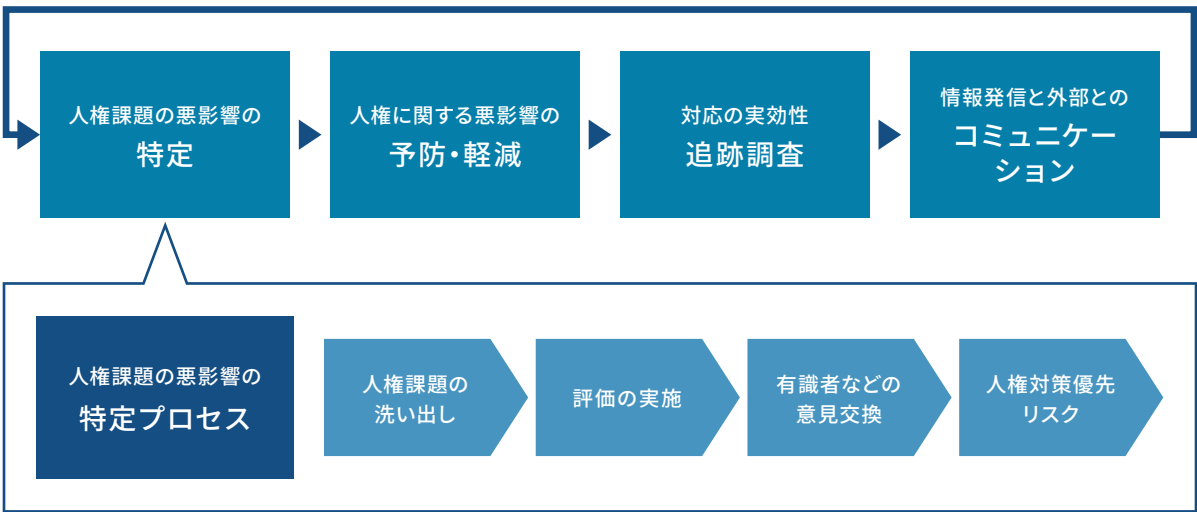 人権課題の悪影響の
特定
人権に関する悪影響の
予防・軽減
対応の実効性
追跡調査
情報発信と外部との
コミュニケー
ション
人権課題の悪影響の
特定プロセス
人権課題の
洗い出し
評価の実施
有識者などの
意見交換
人権対策優先
リスク